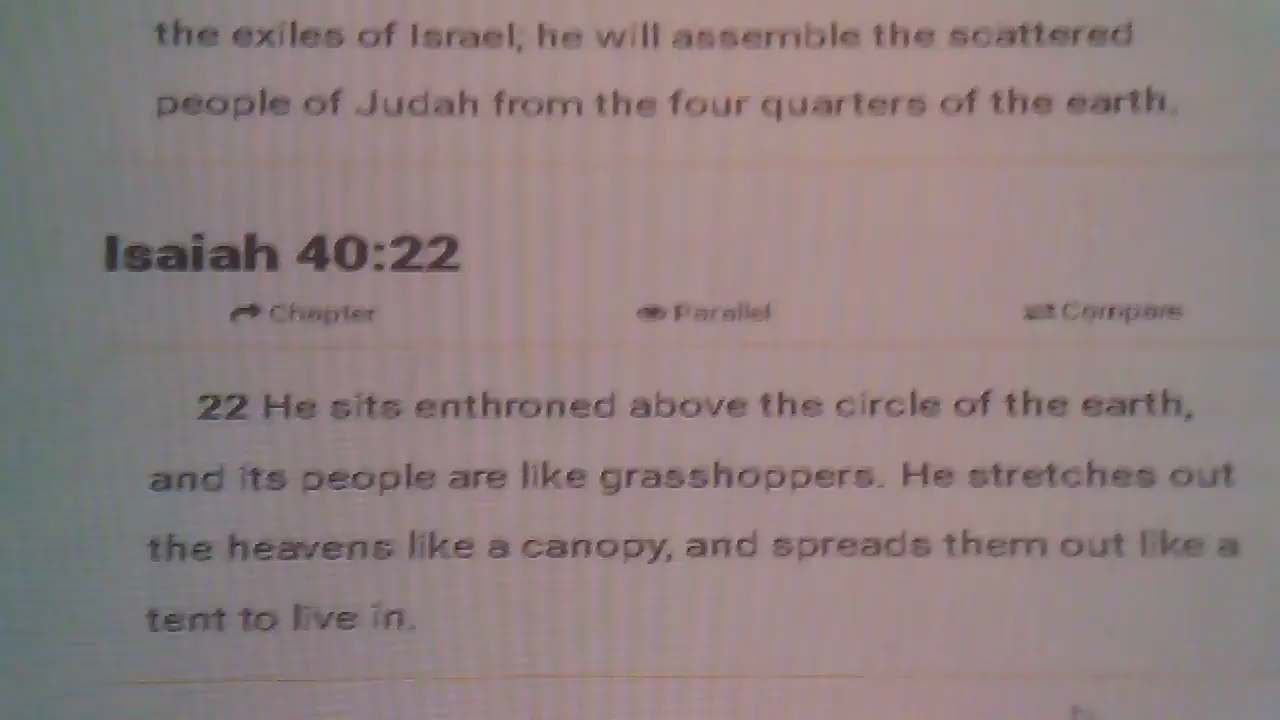 the exiles of Israel; he will assemble the scattered
people of Judah from the four quarters of the earth.
Isaiah 40:22
Chapter Parallel Compare
22 He sits enthroned above the circle of the earth,
and its people are like grasshoppers. He stretches out
the heavens like a canopy, and spreads them out like a
tent to live in.